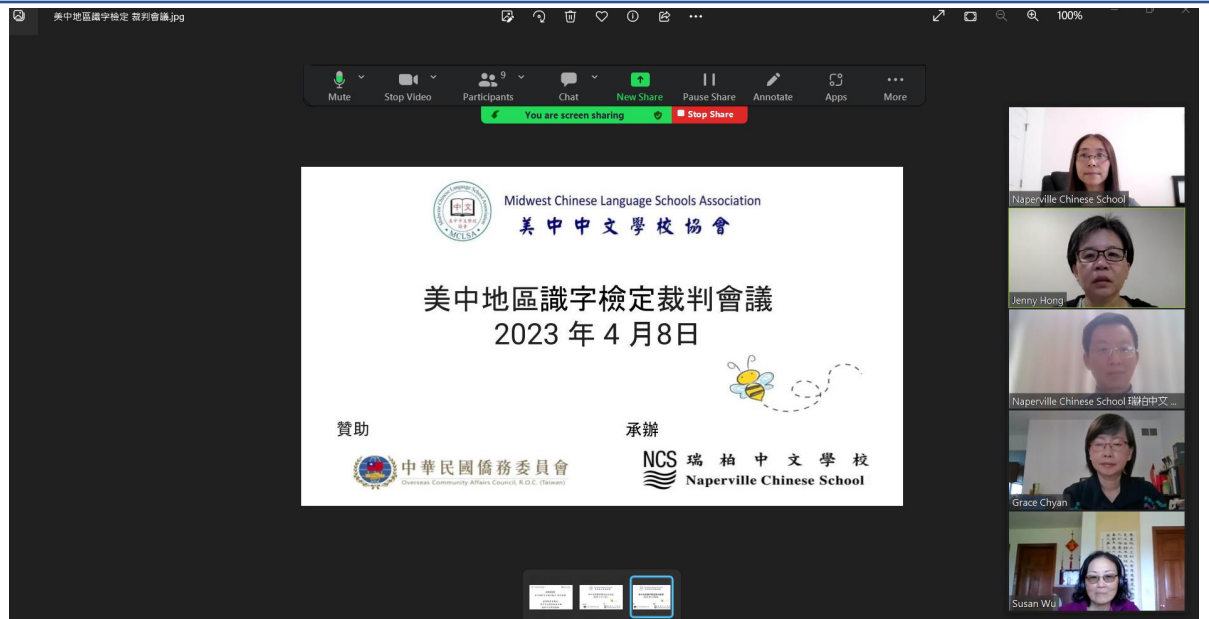 美中地區識字檢定 裁判會議.jpg
100%
9
Mute
Stop Video
Participants
Chat
New Share
Pause Share
Annotate
Apps
More
You are screen sharing
Stop Share
Midwest Chinese Language Schools Association
美中中文學校協會
中文
MCLSA
美中地區識字檢定裁判會議
2023 年 4 月8日
贊助
承辦
中華民國僑務委員會
Overseas Community Affairs Council, R.O.C. (Taiwan)
NCS 瑞柏中文學校
Naperville Chinese School
Naperville Chinese School
Jenny Hong
Naperville Chinese School 瑞柏中文 ...
Grace Chyan
Susan Wu